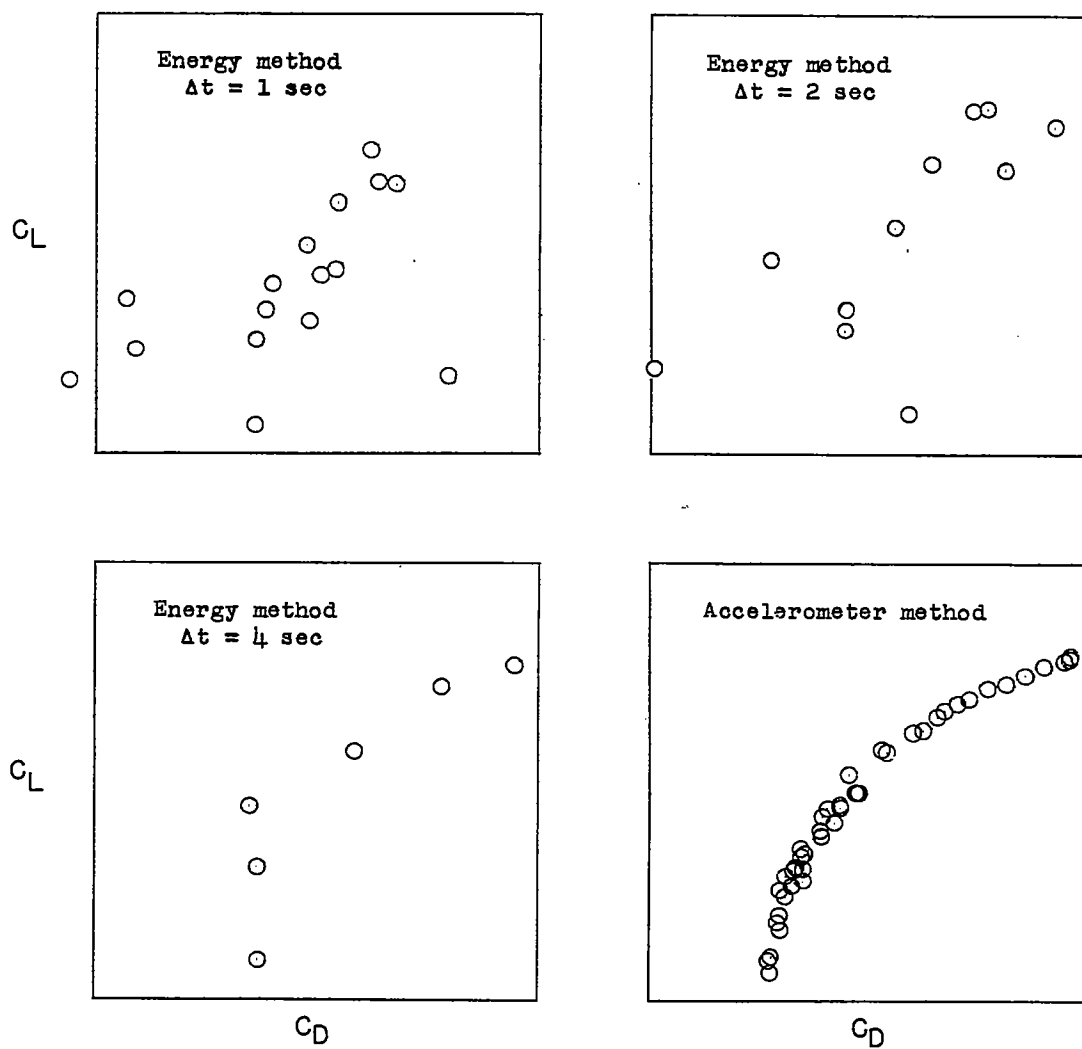 Energy method
Δt = 1 sec
Energy method
Δt = 2 sec
C_L
Energy method
Δt = 4 sec
Accelerometer method
C_L
C_D
C_D